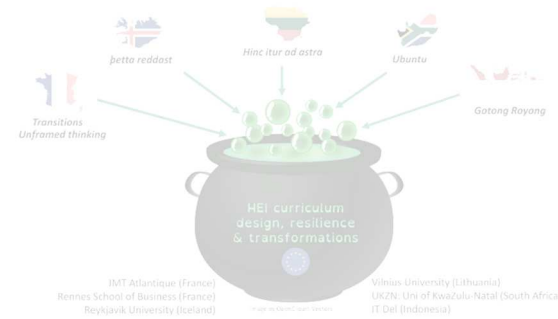 Þetta reddast
Hinc itur ad astra
Ubuntu
Transitions
Unframed thinking
Gotong Royong
HEI curriculum
design, resilience
& transformations
IMT Atlantique (France)
Rennes School of Business (France)
Reykjavik University (Iceland)
Vilnius University (Lithuania)
UKZN: Uni of KwaZulu-Natal (South Africa
IT Del (Indonesia)